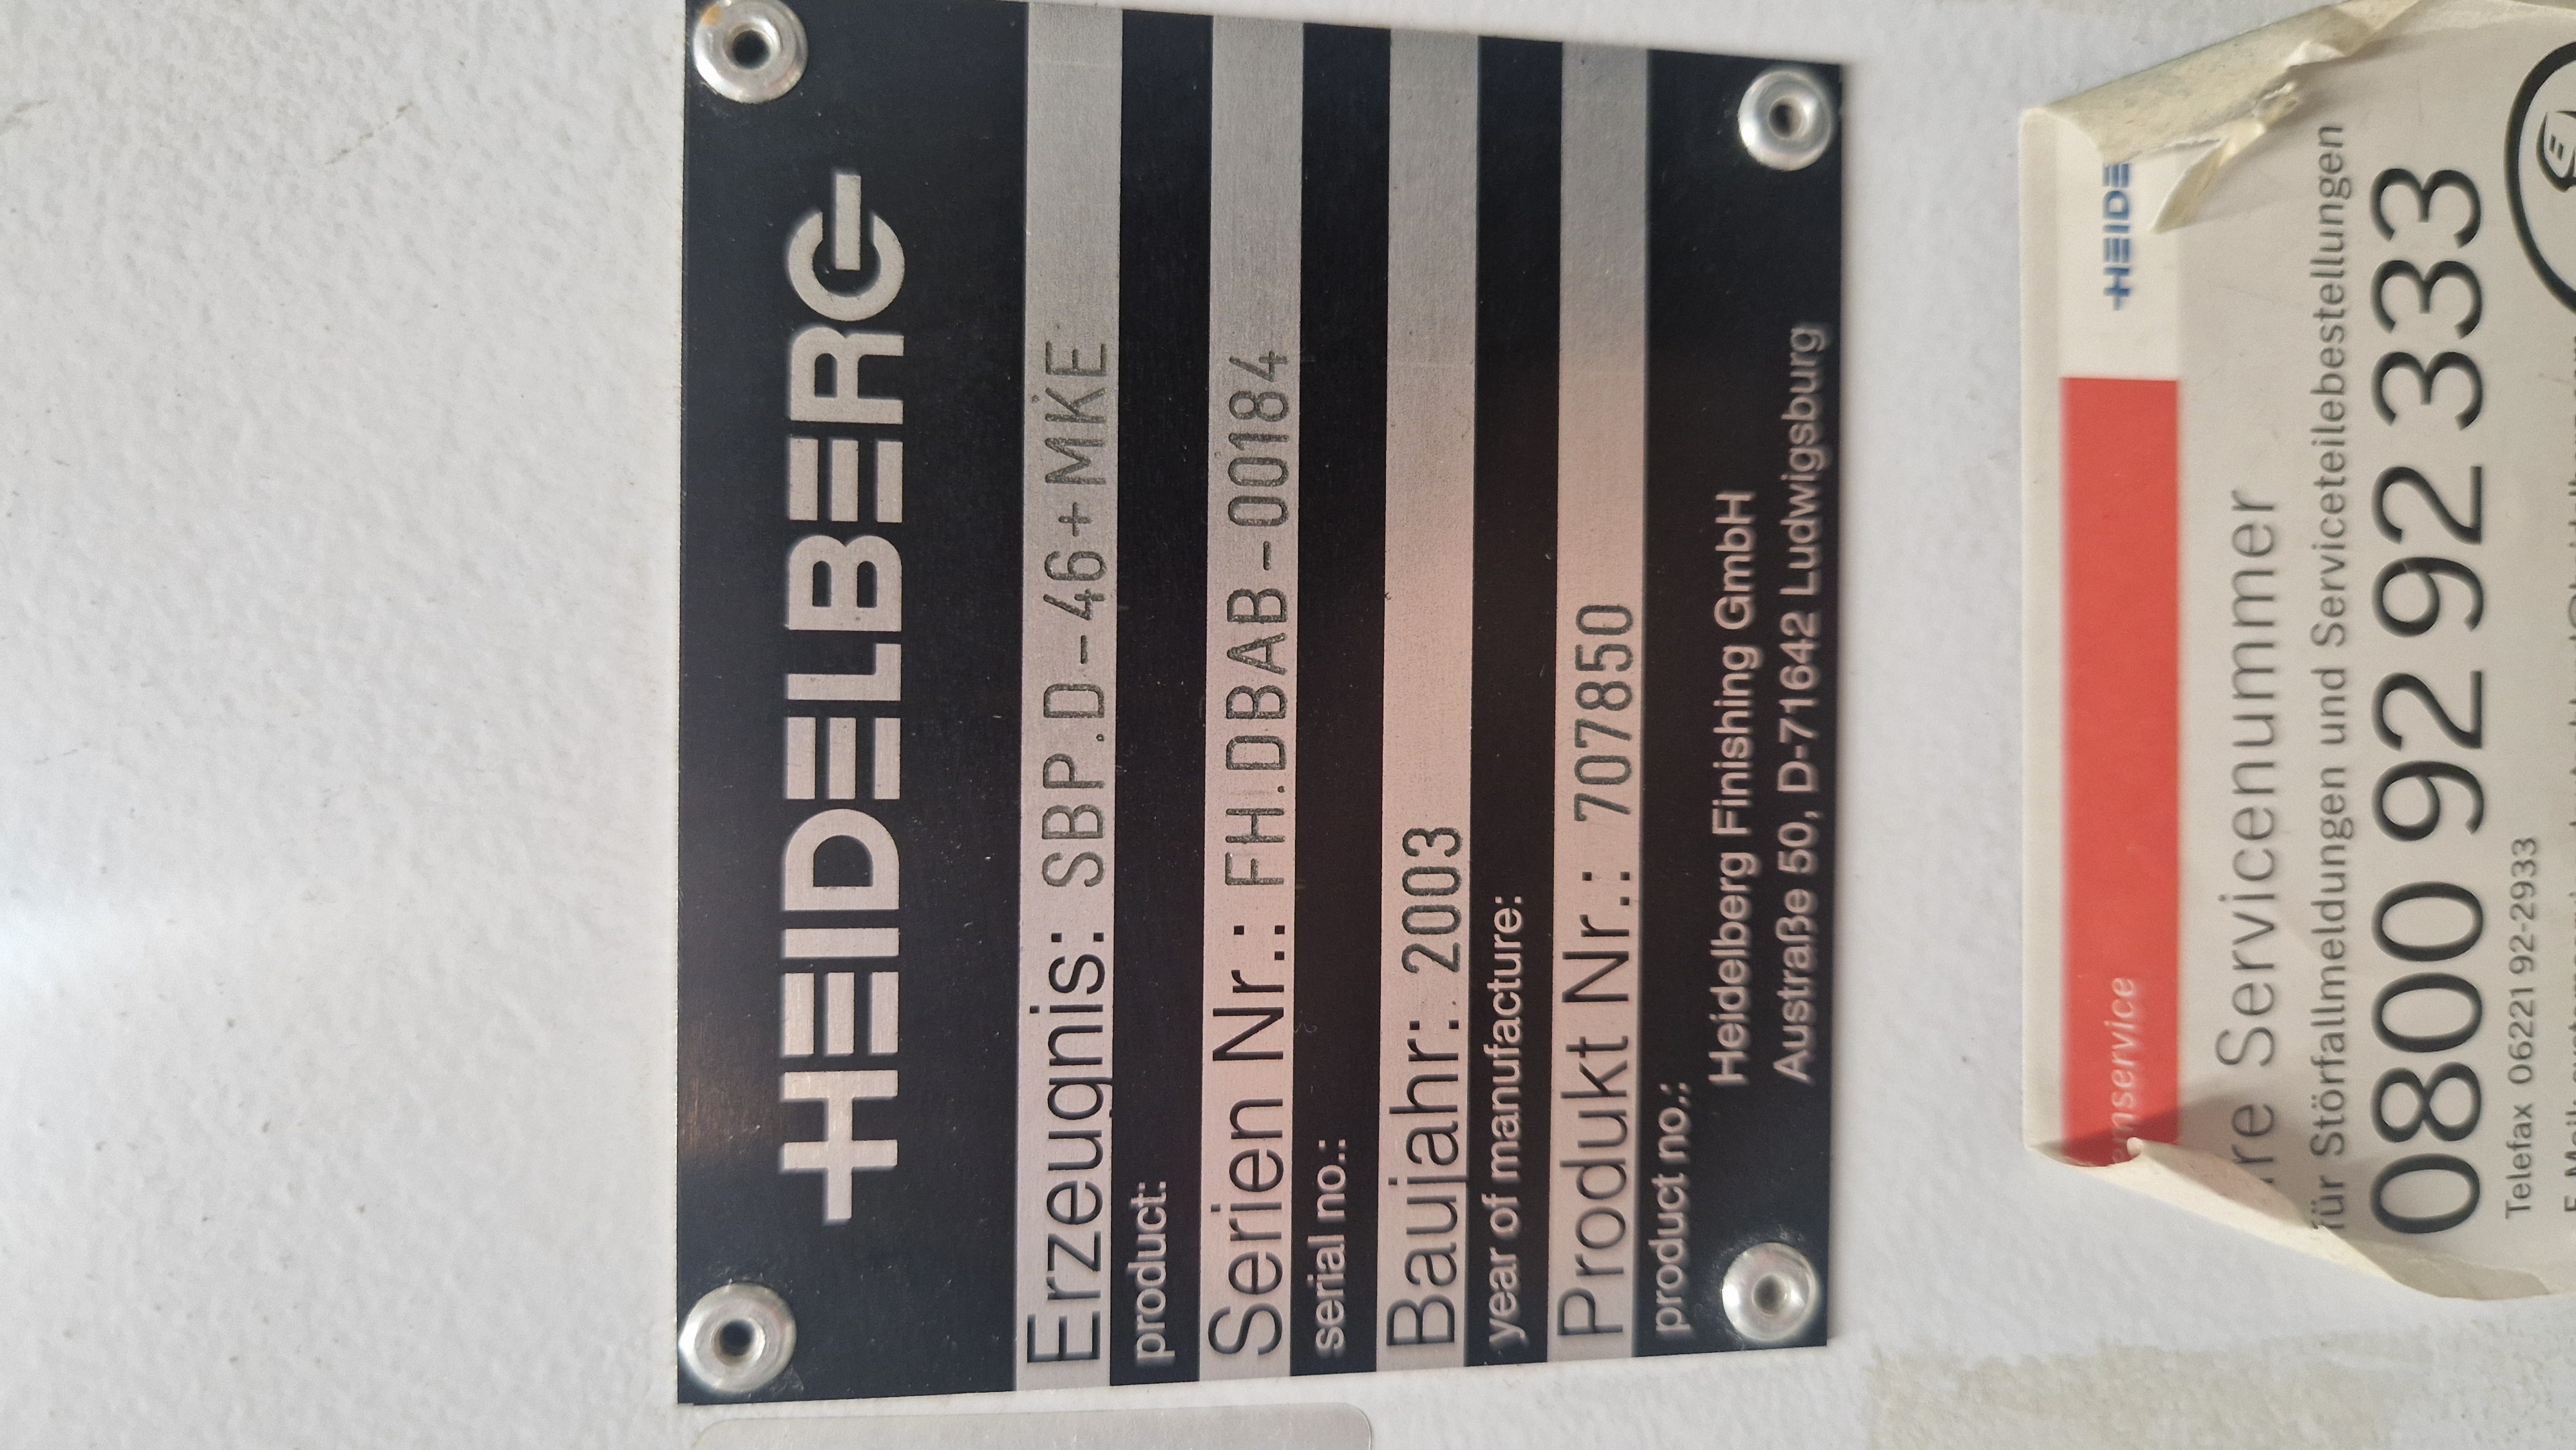 HEIDELBERG
Erzeugnis: SBP.D-46+MKE
product:
Serien Nr.: FH.DBAB-00184
serial no.:
Baujahr: 2003
year of manufacture:
Produkt Nr.: 707850
product no.:
Heidelberg Finishing GmbH
Austraße 50, D-71642 Ludwigsburg
emservice HEIDE
re Servicenummer
für Störfallmeldungen und Serviceteilebestellungen
0800 92 92 333
Telefax 06221 92-2933